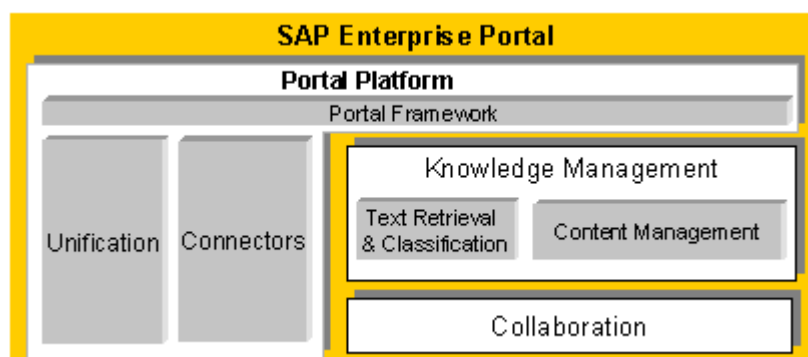 SAP Enterprise Portal
Portal Platform
Portal Framework
Unification
Connectors
Knowledge Management
Text Retrieval
& Classification
Content Management
Collaboration